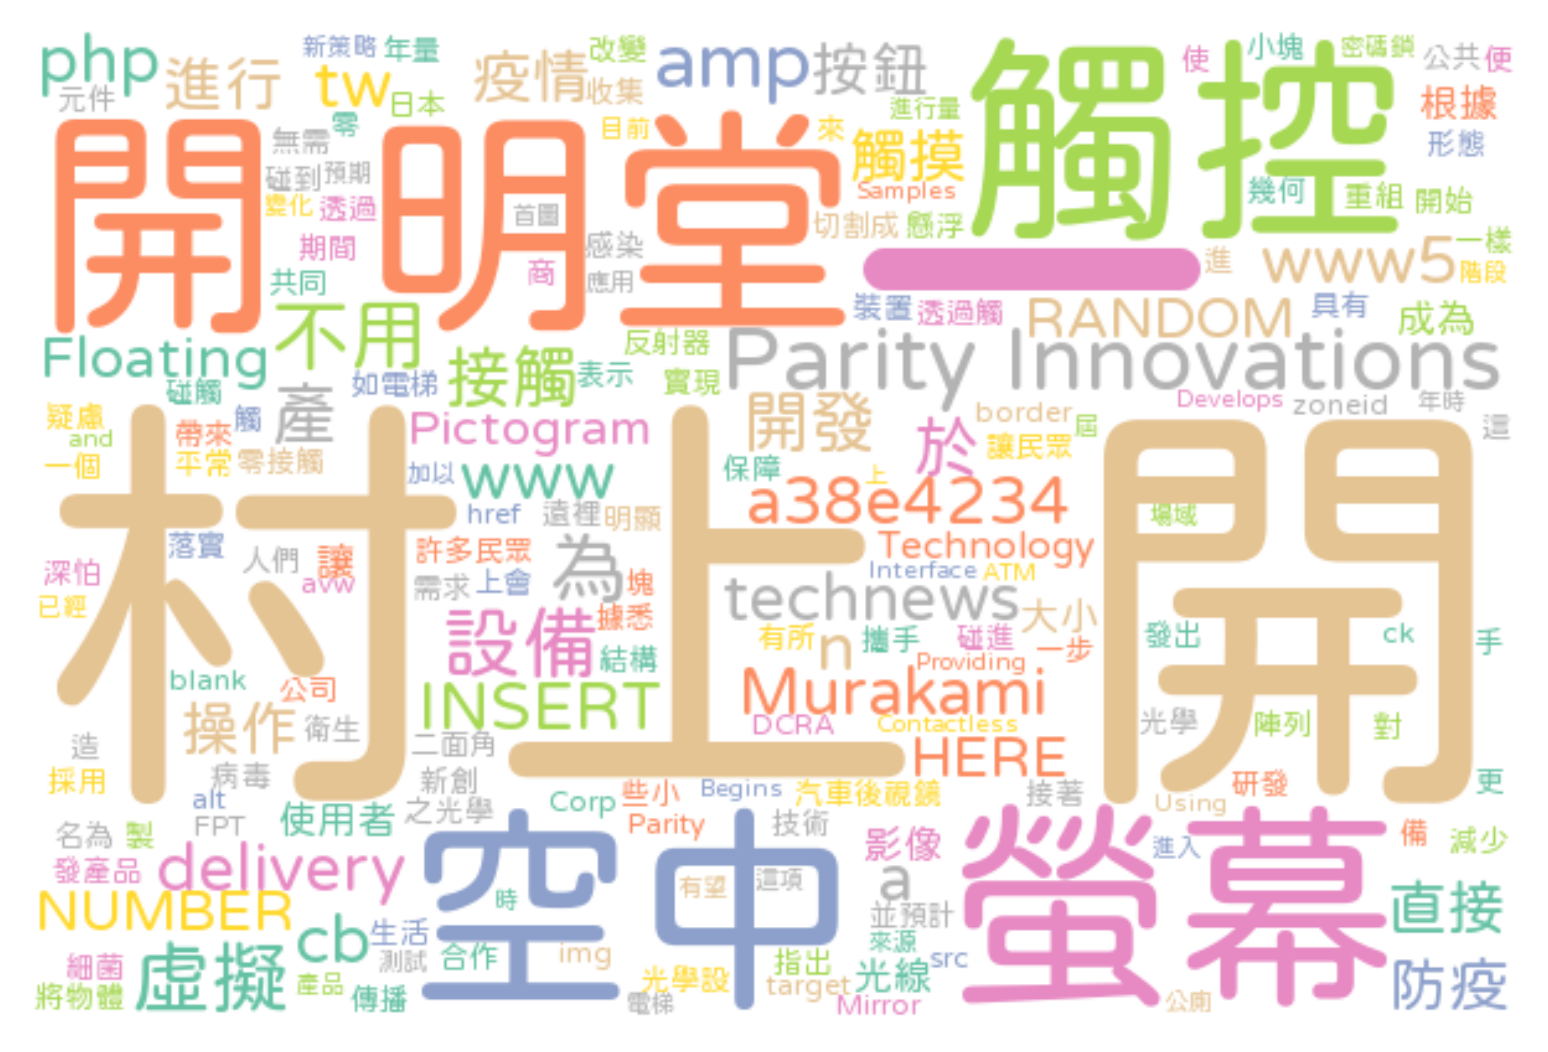 php 進行 新策略 年量 tw 日本 疫情 改變 收集 amp 按鈕 觸控 使 小塊 密碼鎖 公共 便
元件 零 目前 來 進行量 根據
開明堂 無需 碰到 預期 變化 透過 首圖 觸摸 Samples 形態
期間 感染 切割成 懸浮 幾何 重組 開始
共同 商 應用 一 進 www5 一樣 階段
不用 裝置 透過觸 RANDOM 具有 成為
Floating 接觸 反射器 Parity Innovations
碰觸 產 如電梯 表示 實現 Develops zoneid 年時
疑慮 觸 Pictogram 開發 border 屆 這
and 帶來 於 讓民眾
一個 平常 零接觸 加以 www 保障 上 a38e4234
村上開 href 遠裡 明顯 場域
落實 人們 讓 許多民眾 為 Technology
深怕 avw 需求 上會 塊 Interface ATM
已經 據悉 technews 大小
設備 結構 有所 n 攜手 碰進 一步 發出 ck 手
blank 公司 INSERT Murakami Providing
操作 衛生 DCRA Contactless 光學 陣列 對
造 二面角 HERE
採用 病毒 新創 Corp 些小 Begins 汽車後視鏡 接著 研發 更
alt FPT 使用者 之光學 Parity 技術 Using
名為 製 空中 影像 螢幕 進入 備 減少
發產品 delivery 有望 這項 a
NUMBER 時 並預計 直接
cb 生活 來源
細菌 虛擬 測試 合作 img 指出 光線 src 防疫
將物體 產品 傳播 電梯 光學設 target Mirror 公廁